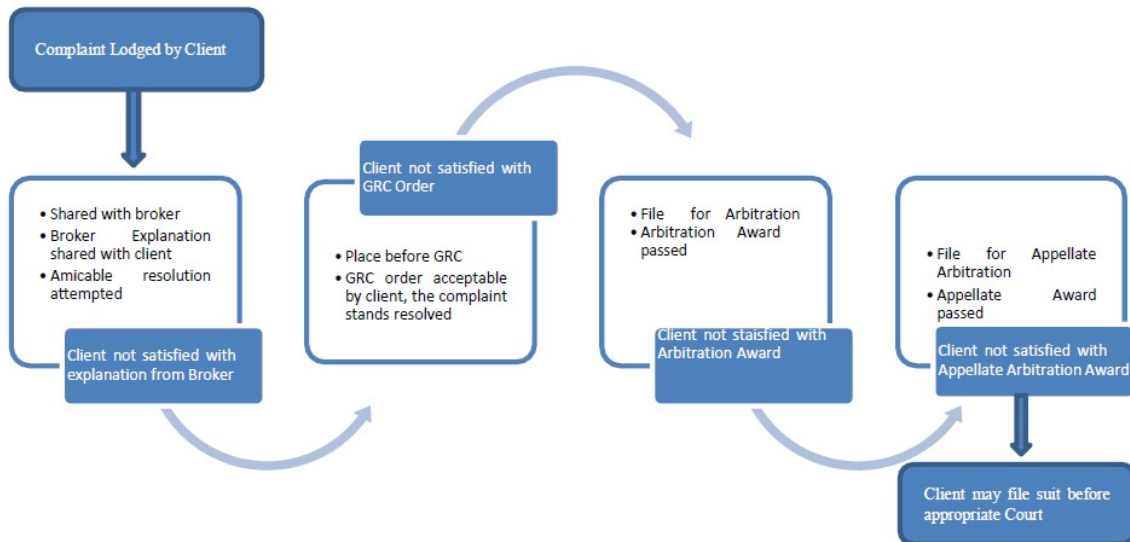 Complaint Lodged by Client
• Shared with broker
• Broker Explanation
shared with client
• Amicable resolution
attempted
Client not satisfied with
explanation from Broker
Client not satisfied with
GRC Order
• Place before GRC
• GRC order acceptable
by client, the complaint
stands resolved
• File for Arbitration
• Arbitration Award
passed
Client not staisfied with
Arbitration Award
• File for Appellate
Arbitration
• Appellate Award
passed
Client not satisfied with
Appellate Arbitration Award
Client may file suit before
appropriate Court